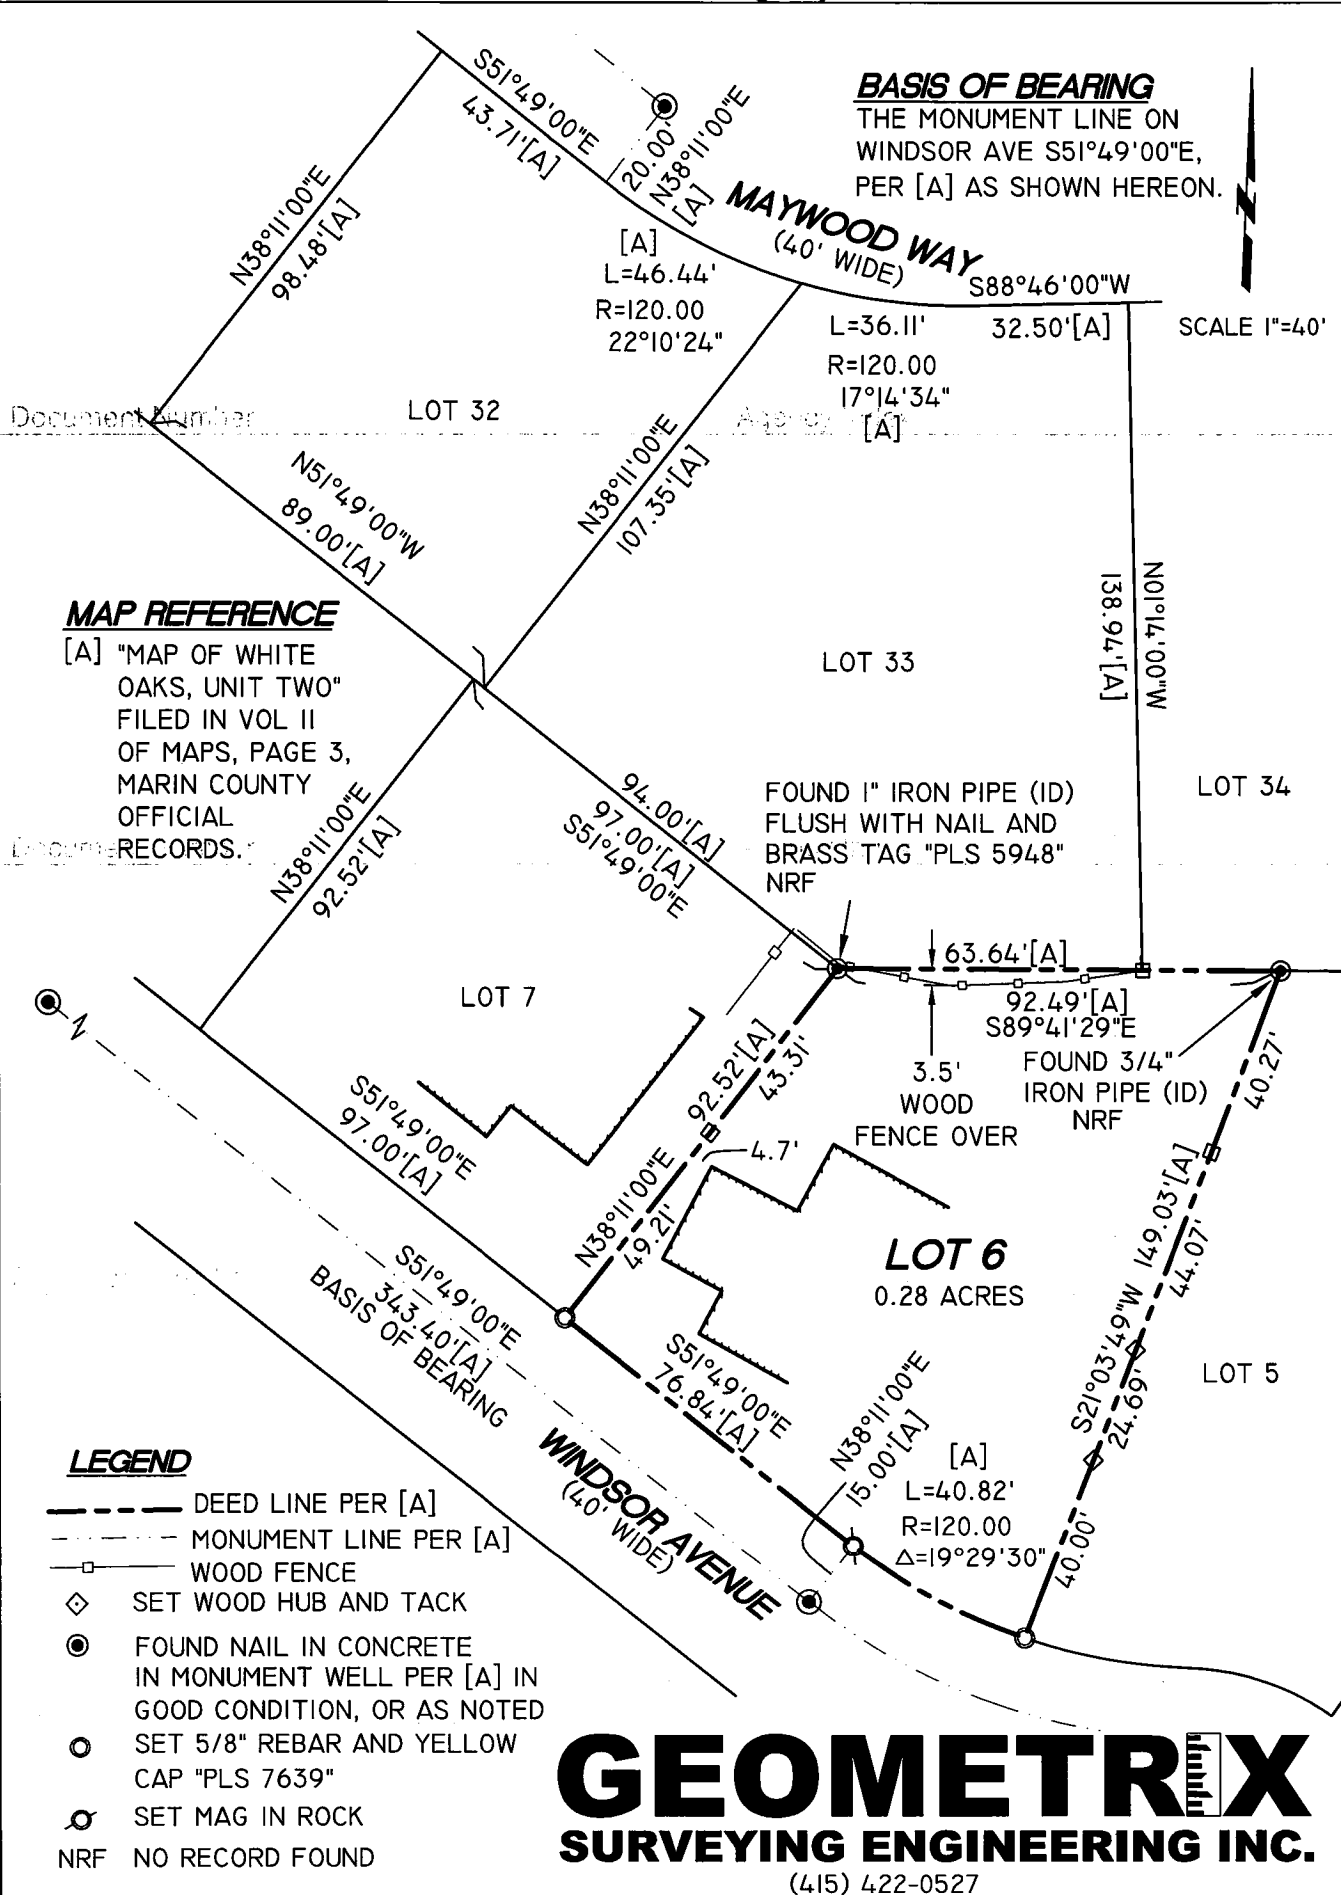 S51°49'00"E
43.71'[A]
20.00'
N38°11'00"E
[A]
BASIS OF BEARING
THE MONUMENT LINE ON
WINDSOR AVE S51°49'00"E,
PER [A] AS SHOWN HEREON.
N
SCALE 1"=40'
MAYWOOD WAY
(40' WIDE)
N38°11'00"E
98.48'[A]
[A]
L=46.44'
R=120.00
22°10'24"
S88°46'00"W
32.50'[A]
L=36.11'
R=120.00
17°14'34"
[A]
Document Number
LOT 32
N51°49'00"W
89.00'[A]
N38°11'00"E
107.35'[A]
N01°14'00"W
138.94'[A]
MAP REFERENCE
[A] "MAP OF WHITE
OAKS, UNIT TWO"
FILED IN VOL 11
OF MAPS, PAGE 3,
MARIN COUNTY
OFFICIAL
RECORDS.
LOT 33
LOT 34
94.00'[A]
97.00'[A]
S51°49'00"E
FOUND 1" IRON PIPE (ID)
FLUSH WITH NAIL AND
BRASS TAG "PLS 5948"
NRF
N38°11'00"E
92.52'[A]
63.64'[A]
92.49'[A]
S89°41'29"E
LOT 7
3.5'
WOOD
FENCE OVER
FOUND 3/4"
IRON PIPE (ID)
NRF
40.27'
92.52'[A]
43.31'
4.7'
N38°11'00"E
49.21'
S51°49'00"E
97.00'[A]
LOT 6
0.28 ACRES
S21°03'49"W 149.03'[A]
44.07'
24.69'
40.00'
LOT 5
S51°49'00"E
343.40'[A]
BASIS OF BEARING
S51°49'00"E
76.84'[A]
N38°11'00"E
15.00'[A]
[A]
L=40.82'
R=120.00
Δ=19°29'30"
WINDSOR AVENUE
(40' WIDE)
LEGEND
DEED LINE PER [A]
MONUMENT LINE PER [A]
WOOD FENCE
SET WOOD HUB AND TACK
FOUND NAIL IN CONCRETE
IN MONUMENT WELL PER [A] IN
GOOD CONDITION, OR AS NOTED
SET 5/8" REBAR AND YELLOW
CAP "PLS 7639"
SET MAG IN ROCK
NRF NO RECORD FOUND
GEOMETRIX
SURVEYING ENGINEERING INC.
(415) 422-0527